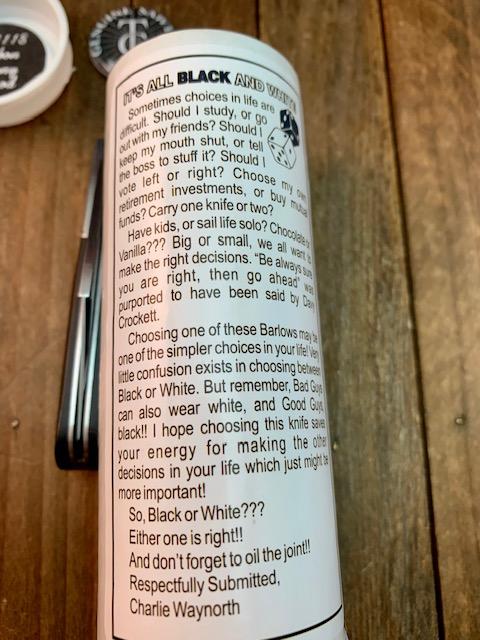 IT'S ALL BLACK AND WHITE
Sometimes choices in life are
difficult. Should I study, or go
out with my friends? Should I
keep my mouth shut, or tell
the boss to stuff it? Should I
vote left or right? Choose my own
retirement investments, or buy mutual
funds? Carry one knife or two?
Have kids, or sail life solo? Chocolate or
Vanilla??? Big or small, we all want to
make the right decisions. "Be always sure
you are right, then go ahead" was
purported to have been said by Davy
Crockett.
Choosing one of these Barlows may be
one of the simpler choices in your life! Very
little confusion exists in choosing between
Black or White. But remember, Bad Guys
can also wear white, and Good Guys
black!! I hope choosing this knife saves
your energy for making the other
decisions in your life which just might be
more important!
So, Black or White???
Either one is right!!
And don't forget to oil the joint!!
Respectfully Submitted,
Charlie Waynorth
TC